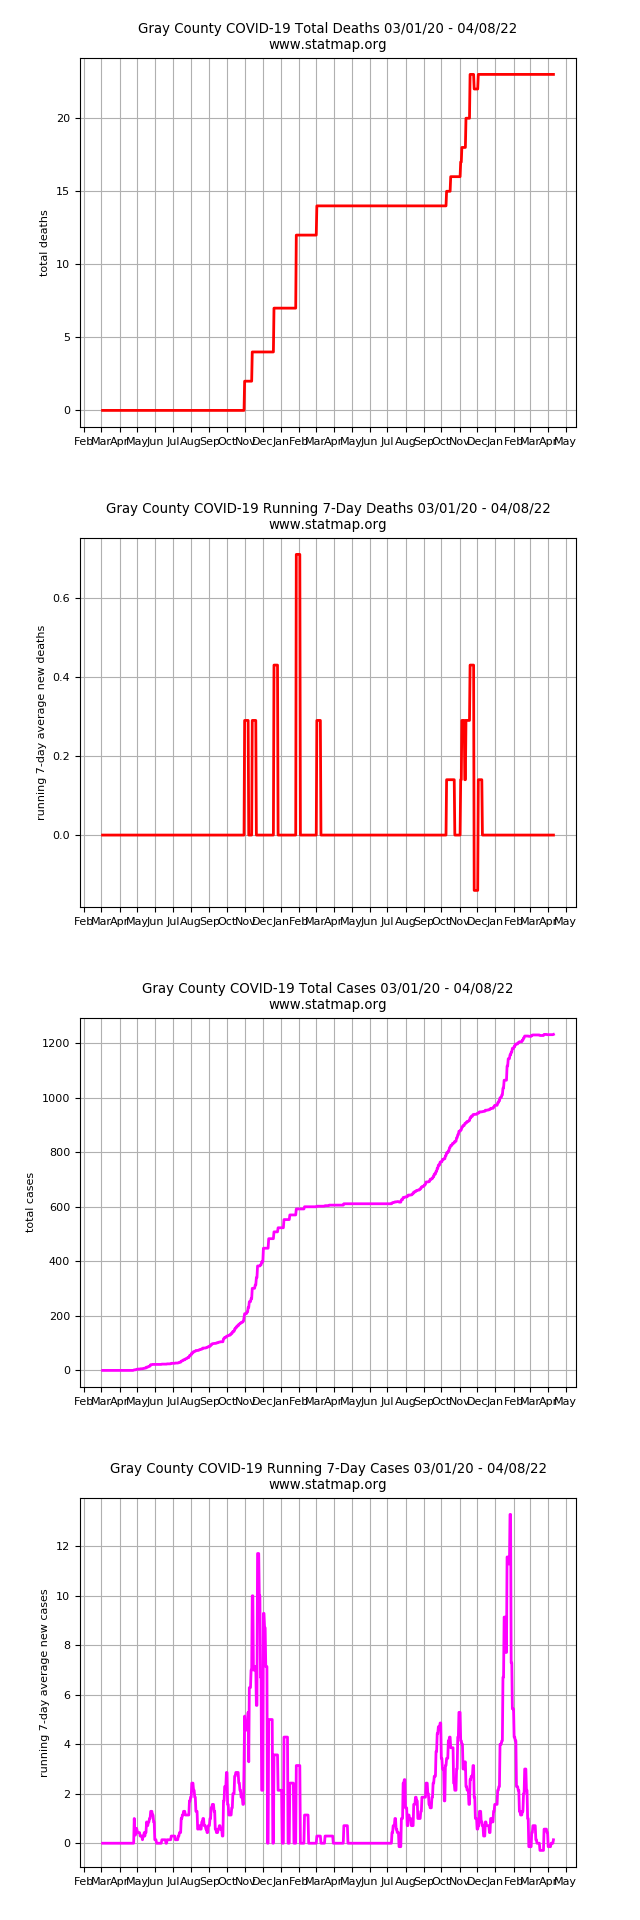 Gray County COVID-19 Total Deaths 03/01/20 - 04/08/22
www.statmap.org
total deaths
20
15
10
5
0
Feb Mar Apr May Jun Jul Aug Sep Oct Nov Dec Jan Feb Mar Apr May Jun Jul Aug Sep Oct Nov Dec Jan Feb Mar Apr May
Gray County COVID-19 Running 7-Day Deaths 03/01/20 - 04/08/22
www.statmap.org
running 7-day average new deaths
0.6
0.4
0.2
0.0
Feb Mar Apr May Jun Jul Aug Sep Oct Nov Dec Jan Feb Mar Apr May Jun Jul Aug Sep Oct Nov Dec Jan Feb Mar Apr May
Gray County COVID-19 Total Cases 03/01/20 - 04/08/22
www.statmap.org
total cases
1200
1000
800
600
400
200
0
Feb Mar Apr May Jun Jul Aug Sep Oct Nov Dec Jan Feb Mar Apr May Jun Jul Aug Sep Oct Nov Dec Jan Feb Mar Apr May
Gray County COVID-19 Running 7-Day Cases 03/01/20 - 04/08/22
www.statmap.org
running 7-day average new cases
12
10
8
6
4
2
0
Feb Mar Apr May Jun Jul Aug Sep Oct Nov Dec Jan Feb Mar Apr May Jun Jul Aug Sep Oct Nov Dec Jan Feb Mar Apr May